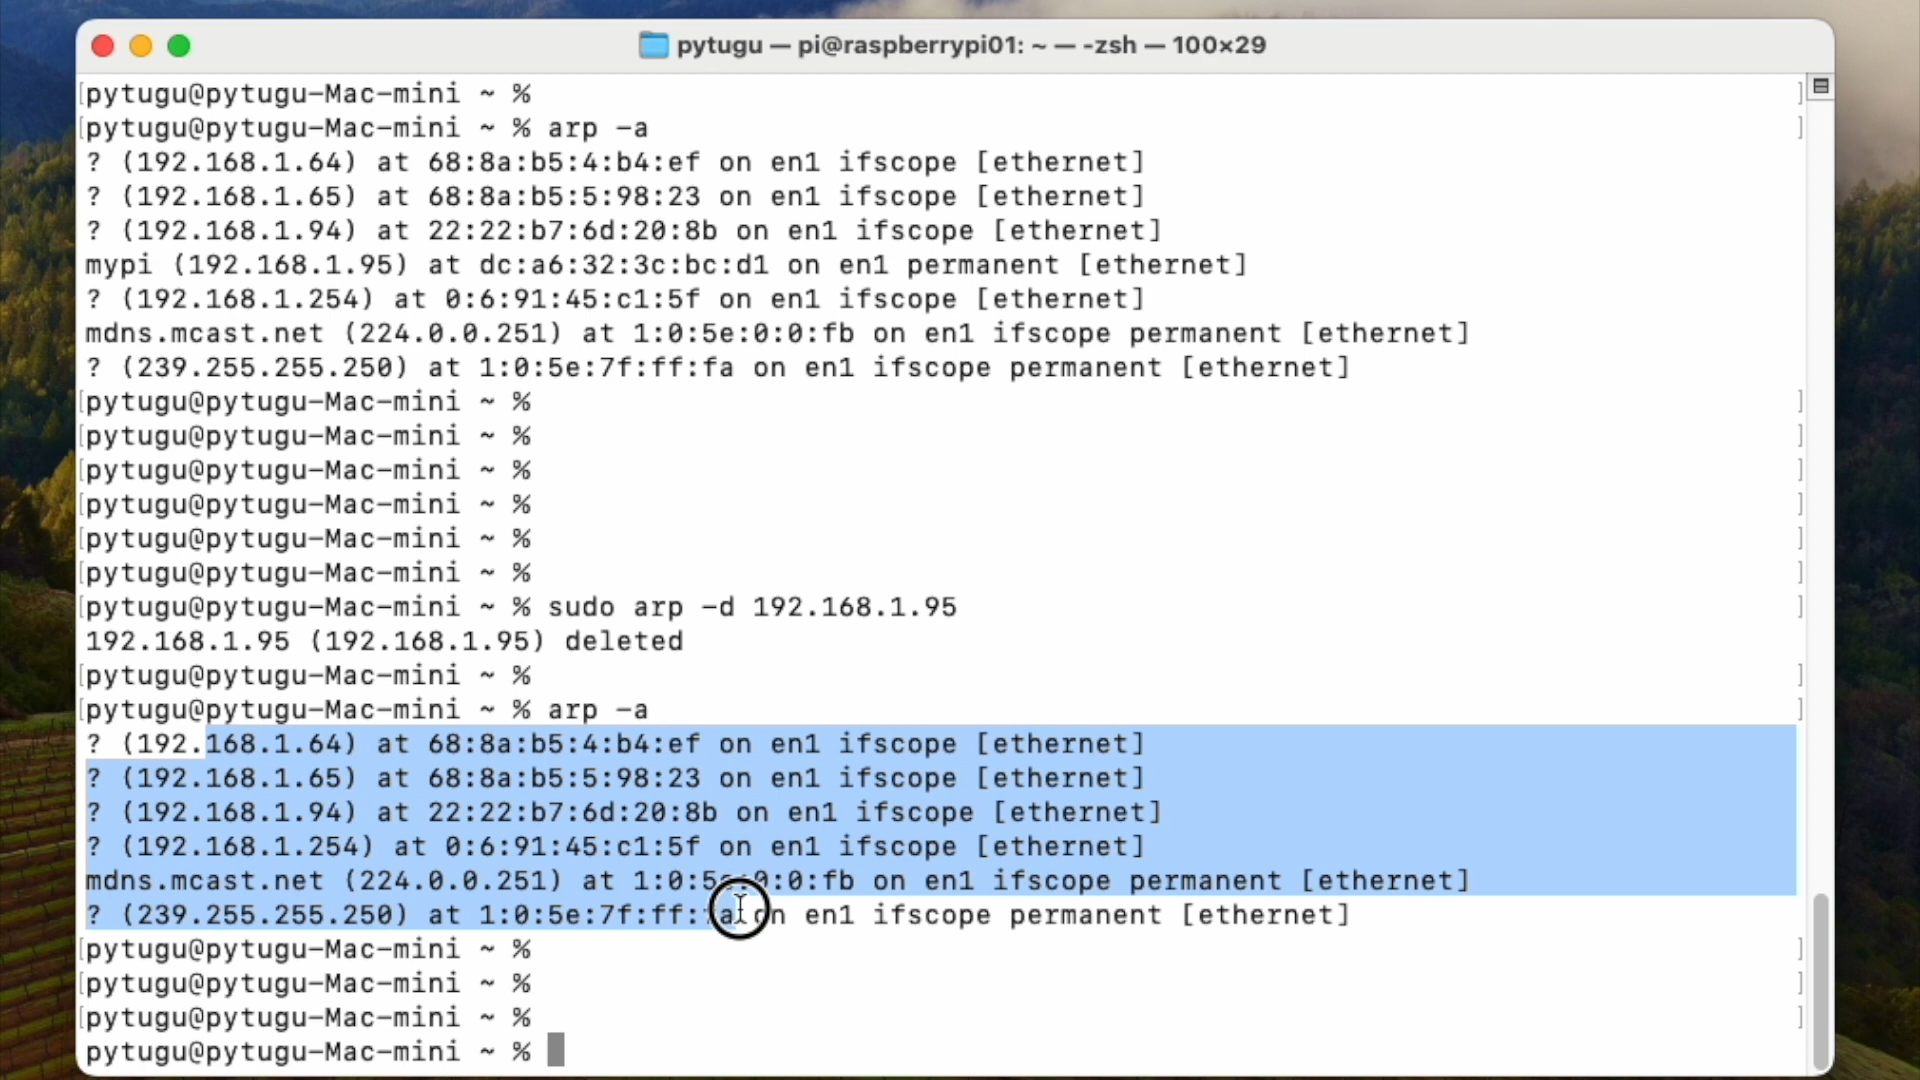 pytugu — pi@raspberrypi01: ~ — -zsh — 100×29
[pytugu@pytugu-Mac-mini ~ % ]
[pytugu@pytugu-Mac-mini ~ % arp -a ]
? (192.168.1.64) at 68:8a:b5:4:b4:ef on en1 ifscope [ethernet]
? (192.168.1.65) at 68:8a:b5:5:98:23 on en1 ifscope [ethernet]
? (192.168.1.94) at 22:22:b7:6d:20:8b on en1 ifscope [ethernet]
mypi (192.168.1.95) at dc:a6:32:3c:bc:d1 on en1 permanent [ethernet]
? (192.168.1.254) at 0:6:91:45:c1:5f on en1 ifscope [ethernet]
mdns.mcast.net (224.0.0.251) at 1:0:5e:0:0:fb on en1 ifscope permanent [ethernet]
? (239.255.255.250) at 1:0:5e:7f:ff:fa on en1 ifscope permanent [ethernet]
[pytugu@pytugu-Mac-mini ~ % ]
[pytugu@pytugu-Mac-mini ~ % ]
[pytugu@pytugu-Mac-mini ~ % ]
[pytugu@pytugu-Mac-mini ~ % ]
[pytugu@pytugu-Mac-mini ~ % ]
[pytugu@pytugu-Mac-mini ~ % ]
[pytugu@pytugu-Mac-mini ~ % sudo arp -d 192.168.1.95 ]
192.168.1.95 (192.168.1.95) deleted
[pytugu@pytugu-Mac-mini ~ % ]
[pytugu@pytugu-Mac-mini ~ % arp -a ]
? (192.168.1.64) at 68:8a:b5:4:b4:ef on en1 ifscope [ethernet]
? (192.168.1.65) at 68:8a:b5:5:98:23 on en1 ifscope [ethernet]
? (192.168.1.94) at 22:22:b7:6d:20:8b on en1 ifscope [ethernet]
? (192.168.1.254) at 0:6:91:45:c1:5f on en1 ifscope [ethernet]
mdns.mcast.net (224.0.0.251) at 1:0:5e:0:0:fb on en1 ifscope permanent [ethernet]
? (239.255.255.250) at 1:0:5e:7f:ff:fa on en1 ifscope permanent [ethernet]
[pytugu@pytugu-Mac-mini ~ % ]
[pytugu@pytugu-Mac-mini ~ % ]
[pytugu@pytugu-Mac-mini ~ % ]
pytugu@pytugu-Mac-mini ~ %